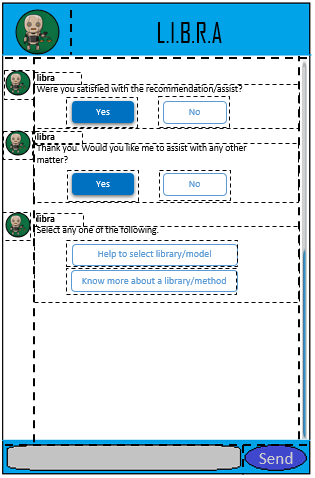 L.I.B.R.A
libra
Were you satisfied with the recommendation/assist?
Yes
No
libra
Thank you. Would you like me to assist with any other
matter?
Yes
No
libra
Select any one of the following.
Help to select library/model
Know more about a library/method
Send